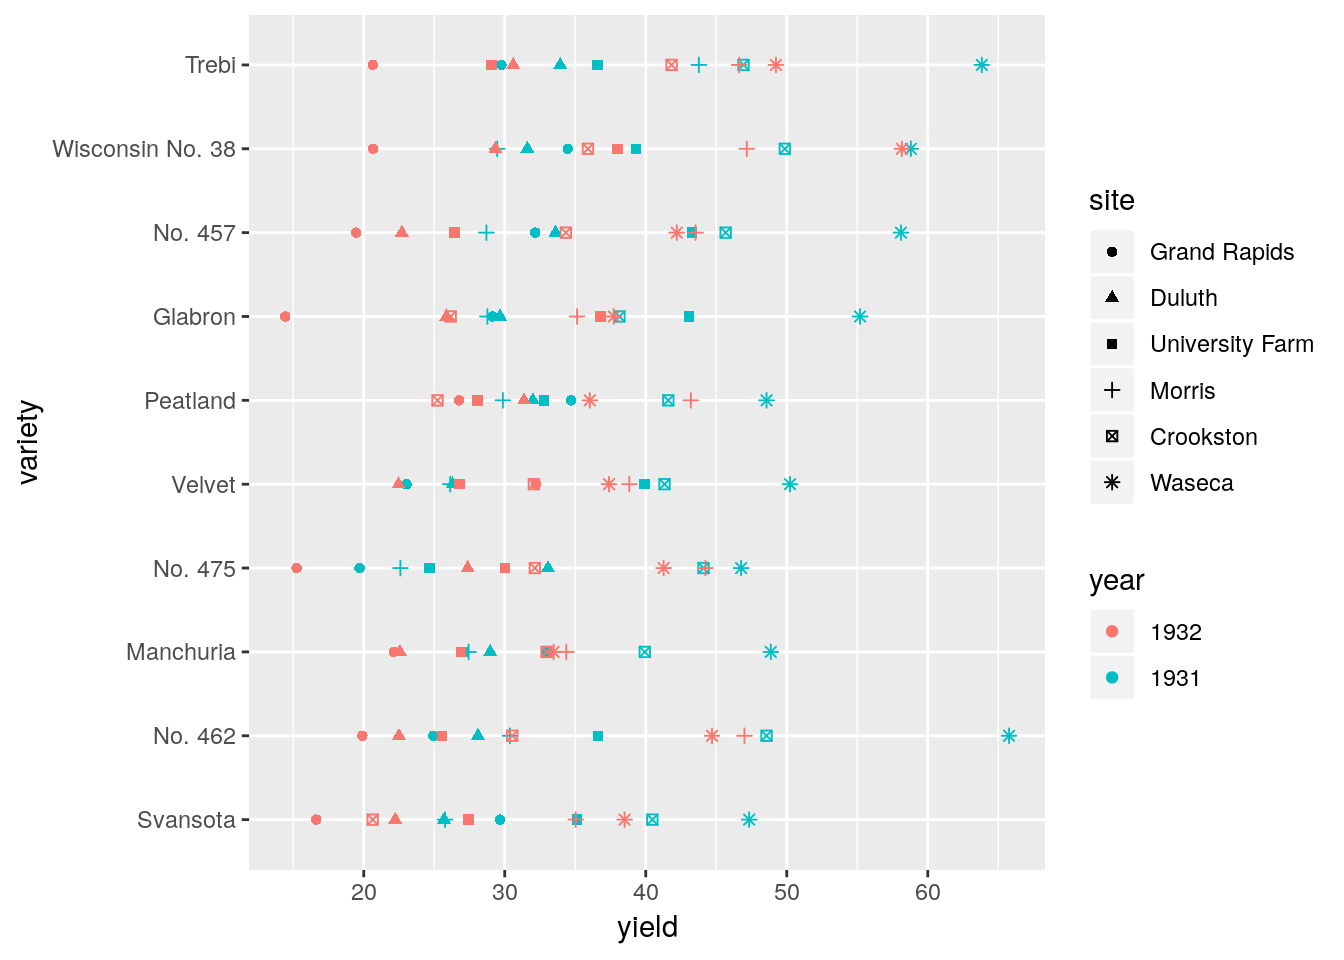 Trebi
Wisconsin No. 38
No. 457
Glabron
Peatland
Velvet
No. 475
Manchuria
No. 462
Svansota
variety
20 30 40 50 60
yield
site
Grand Rapids
Duluth
University Farm
Morris
Crookston
Waseca
year
1932
1931